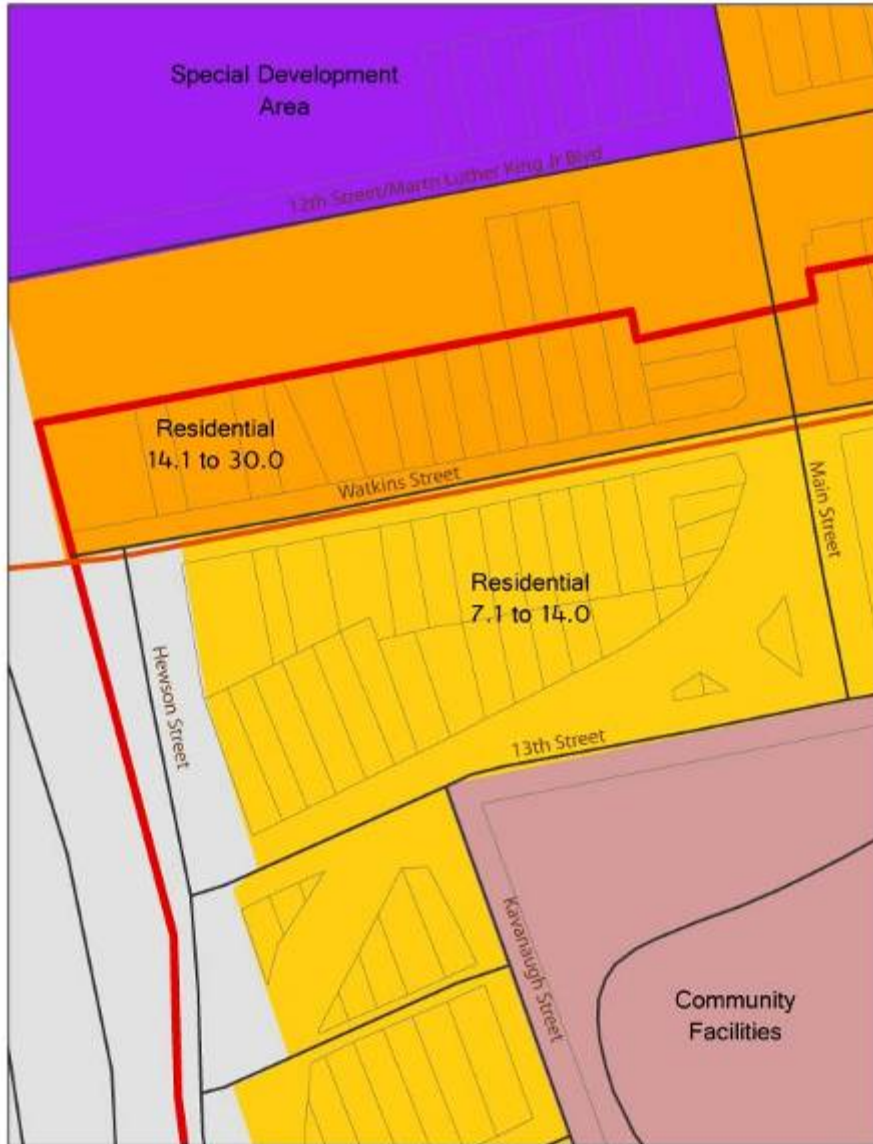 Special Development
Area
12th Street/Martn Luther King Jr Blvd
Residential
14.1 to 30.0
Watkins Street
Main Street
Residential
7.1 to 14.0
Hewson Street
13th Street
Kavanaugh Street
Community
Facilities